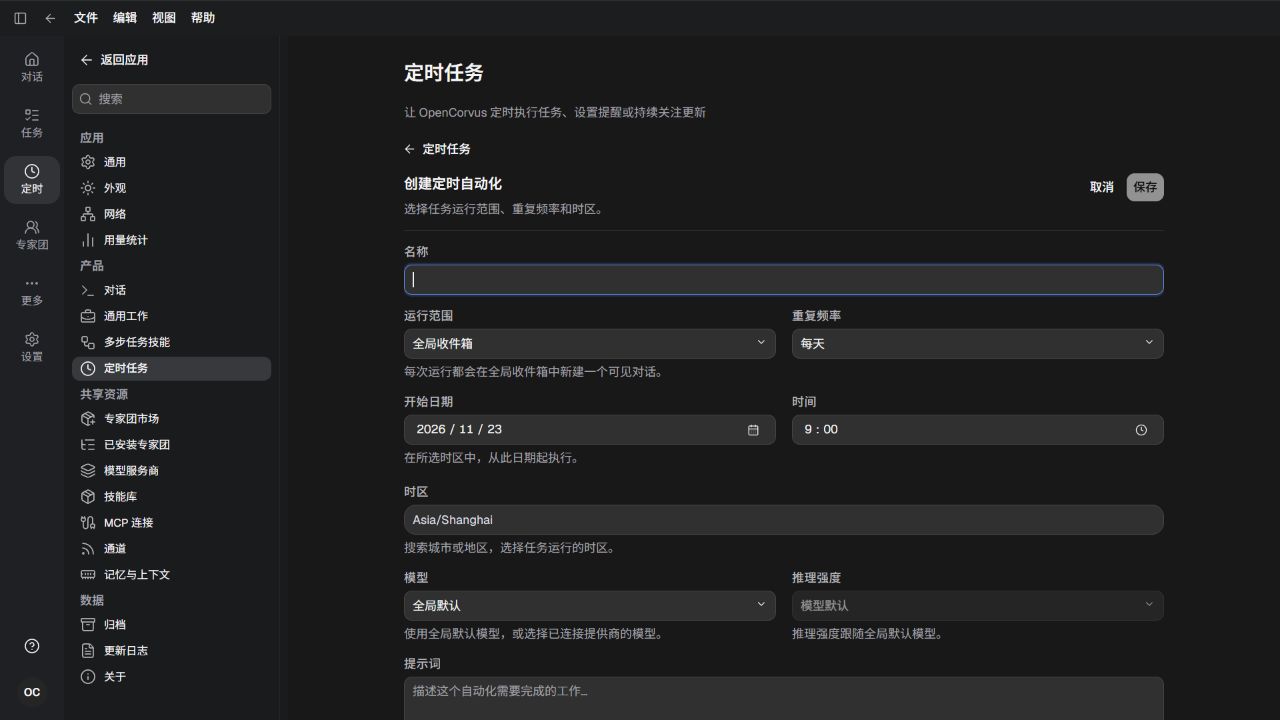 文件 编辑 视图 帮助
对话
任务
定时
专家团
更多
设置
OC
返回应用
搜索
应用
通用
外观
网络
用量统计
产品
对话
通用工作
多步任务技能
定时任务
共享资源
专家团市场
已安装专家团
模型服务商
技能库
MCP 连接
通道
记忆与上下文
数据
归档
更新日志
关于
定时任务
让 OpenCorvus 定时执行任务、设置提醒或持续关注更新
定时任务
创建定时自动化
选择任务运行范围、重复频率和时区。
取消 保存
名称
运行范围 重复频率
全局收件箱 每天
每次运行都会在全局收件箱中新建一个可见对话。
开始日期 时间
2026 / 11 / 23 9 : 00
在所选时区中，从此日期起执行。
时区
Asia/Shanghai
搜索城市或地区，选择任务运行的时区。
模型 推理强度
全局默认 模型默认
使用全局默认模型，或选择已连接提供商的模型。 推理强度跟随全局默认模型。
提示词
描述这个自动化需要完成的工作…